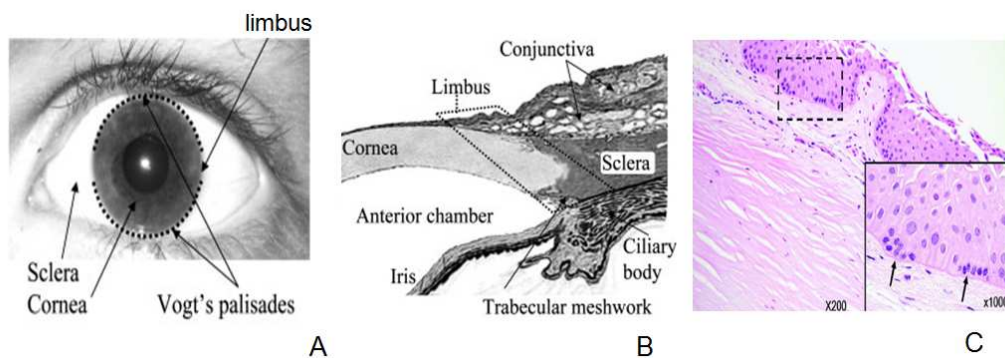 limbus
Sclera
Cornea
Vogt's palisades
A
Conjunctiva
Limbus
Cornea
Sclera
Anterior chamber
Iris
Ciliary
body
Trabecular meshwork
B
X200
x1000
C